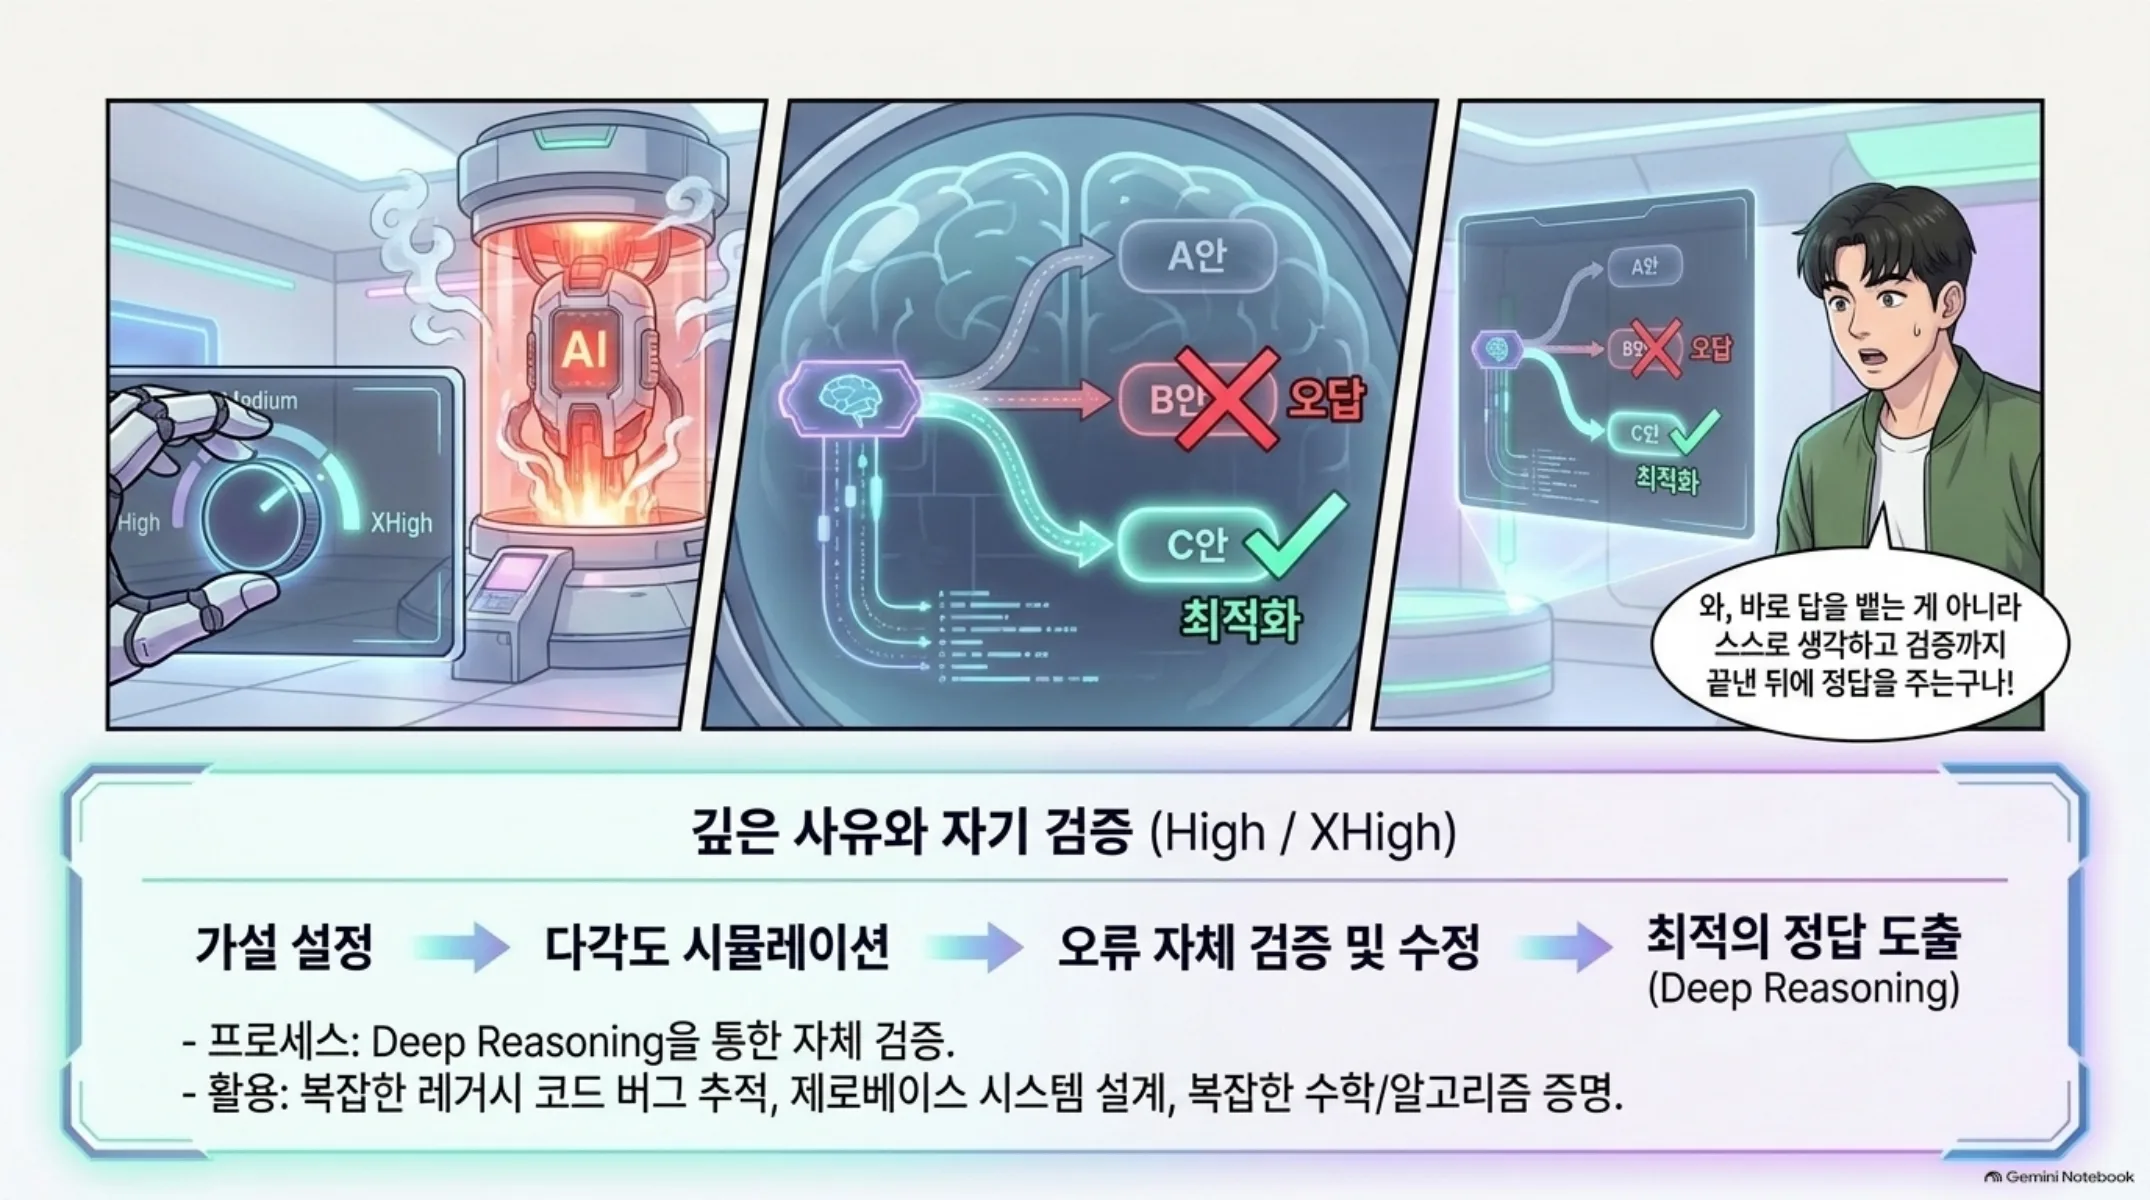 AI
High
XHigh
A안
오답
C안
최적화
A안
오답
C안
최적화
와, 바로 답을 뱉는 게 아니라
스스로 생각하고 검증까지
끝낸 뒤에 정답을 주는구나!
깊은 사유와 자기 검증 (High / XHigh)
가설 설정 다각도 시뮬레이션 오류 자체 검증 및 수정 최적의 정답 도출
(Deep Reasoning)
- 프로세스: Deep Reasoning을 통한 자체 검증.
- 활용: 복잡한 레거시 코드 버그 추적, 제로베이스 시스템 설계, 복잡한 수학/알고리즘 증명.
Gemini Notebook